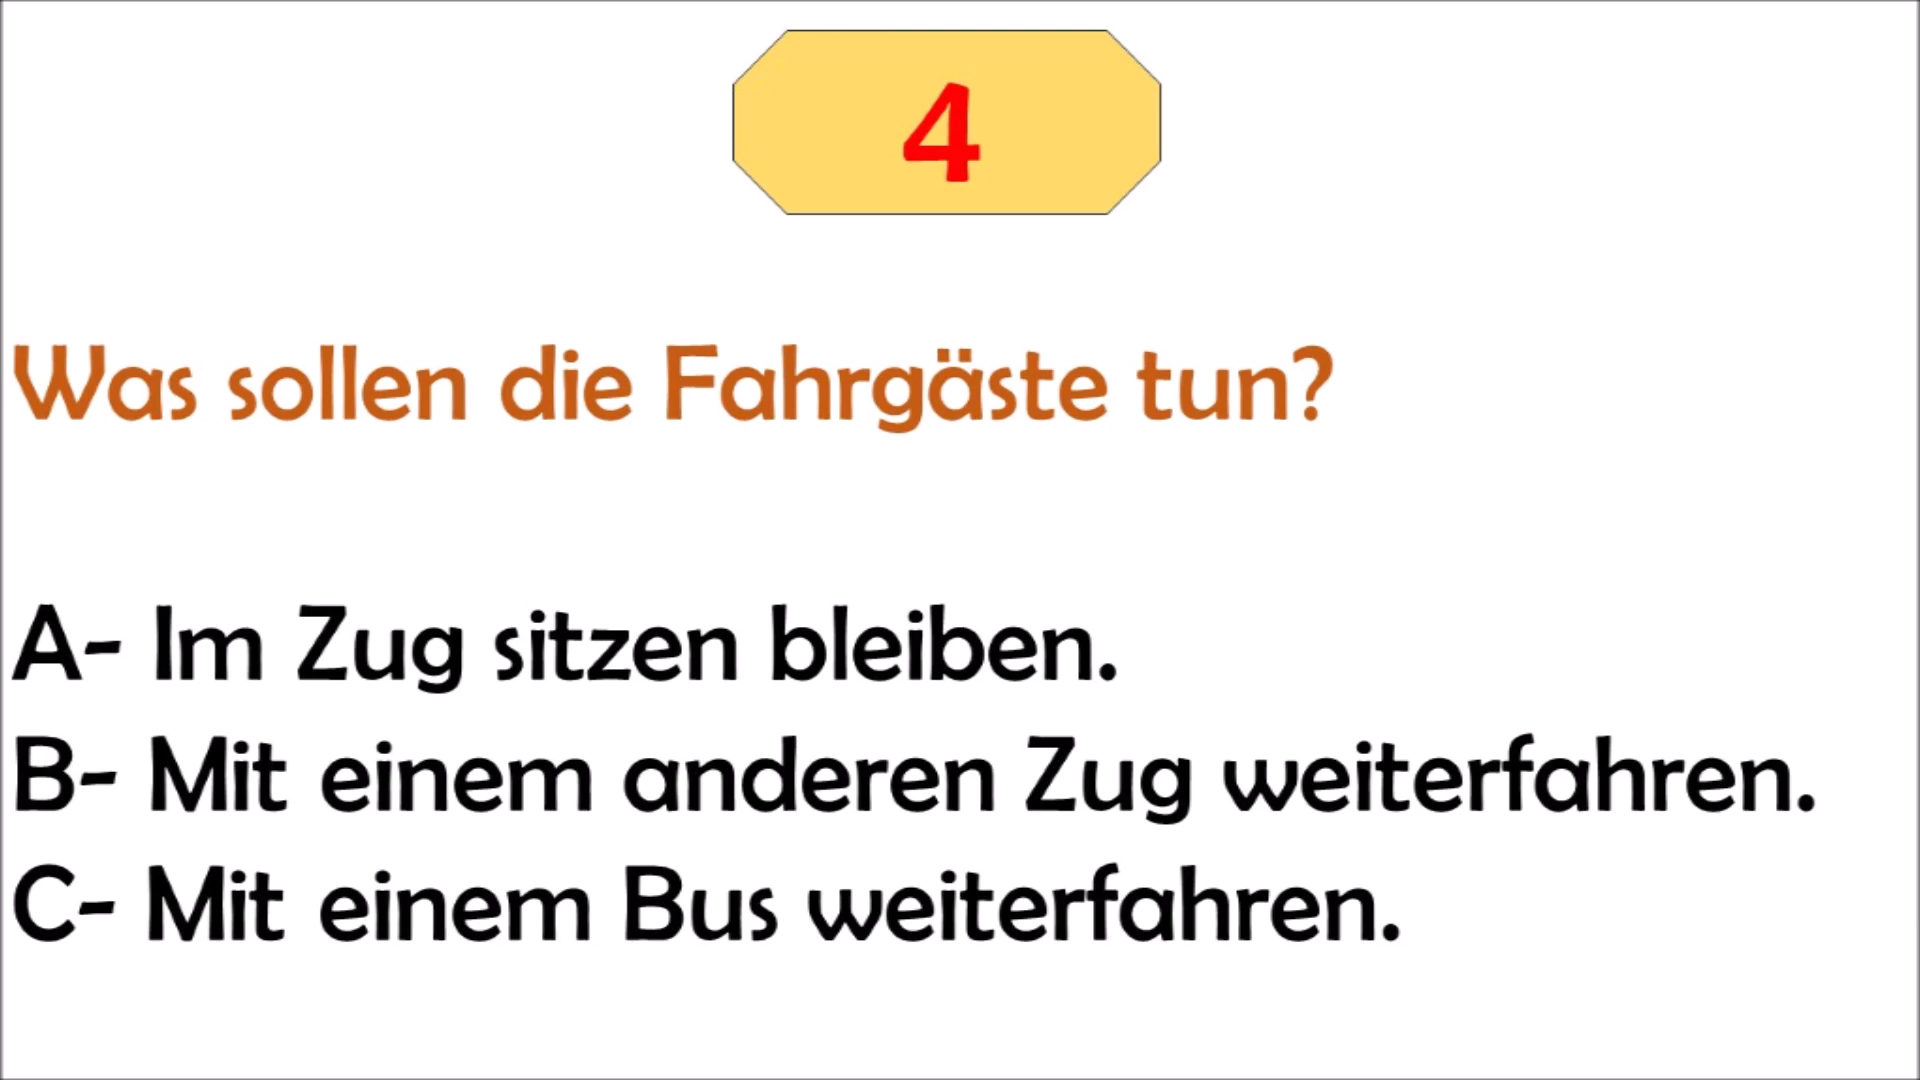 4
Was sollen die Fahrgäste tun?
A- Im Zug sitzen bleiben.
B- Mit einem anderen Zug weiterfahren.
C- Mit einem Bus weiterfahren.